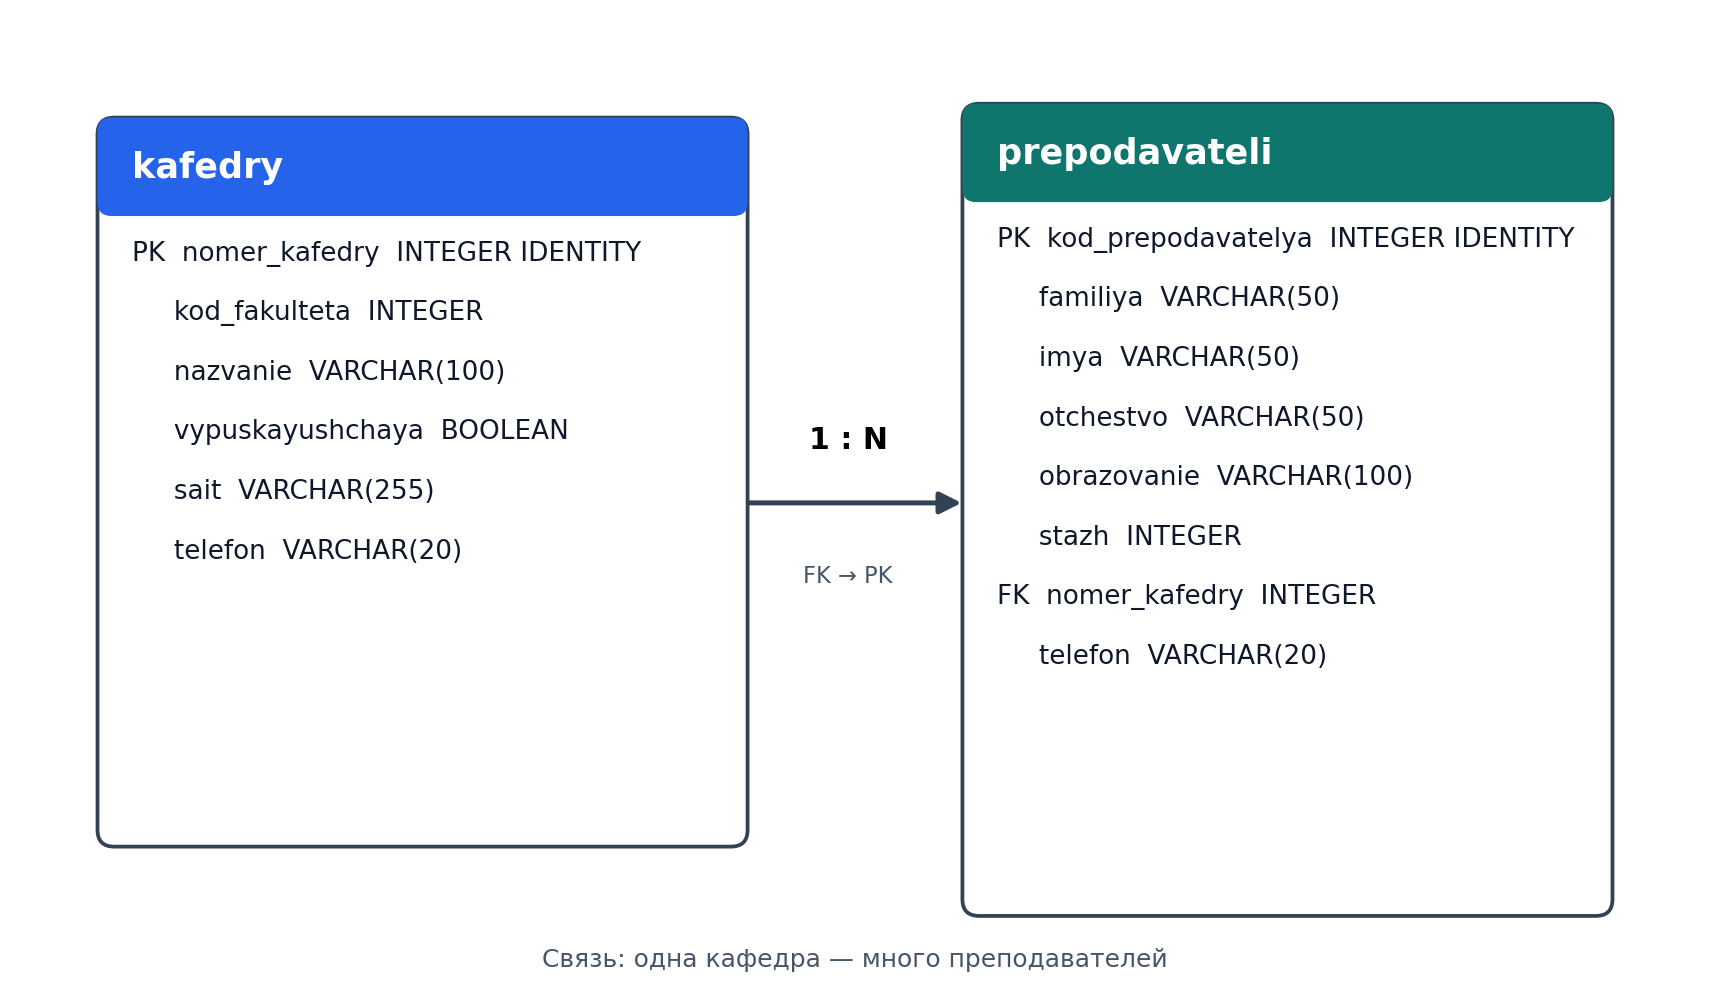 kafedry
PK nomer_kafedry INTEGER IDENTITY
kod_fakulteta INTEGER
nazvanie VARCHAR(100)
vypuskayushchaya BOOLEAN
sait VARCHAR(255)
telefon VARCHAR(20)
1 : N
FK → PK
prepodavateli
PK kod_prepodavatelya INTEGER IDENTITY
familiya VARCHAR(50)
imya VARCHAR(50)
otchestvo VARCHAR(50)
obrazovanie VARCHAR(100)
stazh INTEGER
FK nomer_kafedry INTEGER
telefon VARCHAR(20)
Связь: одна кафедра — много преподавателей